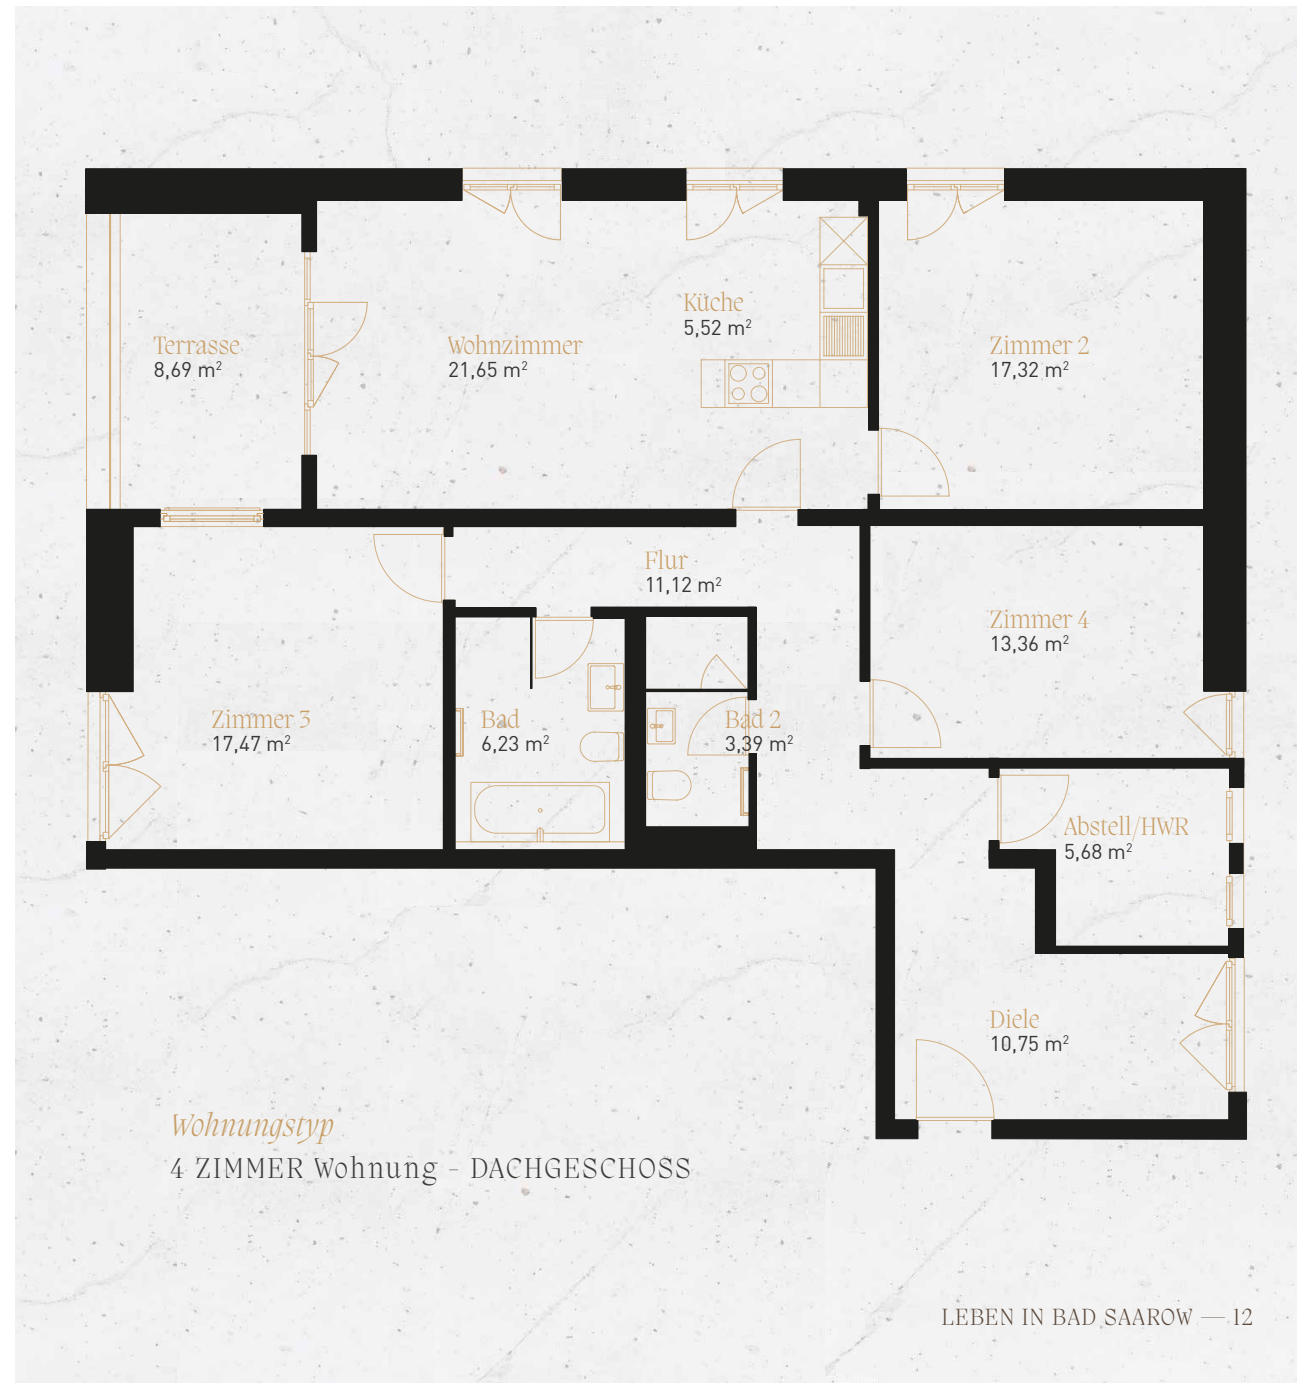 Küche
5,52 m²
Terrasse
8,69 m²
Wohnzimmer
21,65 m²
Zimmer 2
17,32 m²
Flur
11,12 m²
Zimmer 4
13,36 m²
Zimmer 3
17,47 m²
Bad
6,23 m²
Bad 2
3,39 m²
Abstell/HWR
5,68 m²
Diele
10,75 m²
Wohnungstyp
4 ZIMMER Wohnung - DACHGESCHOSS
LEBEN IN BAD SAAROW — 12